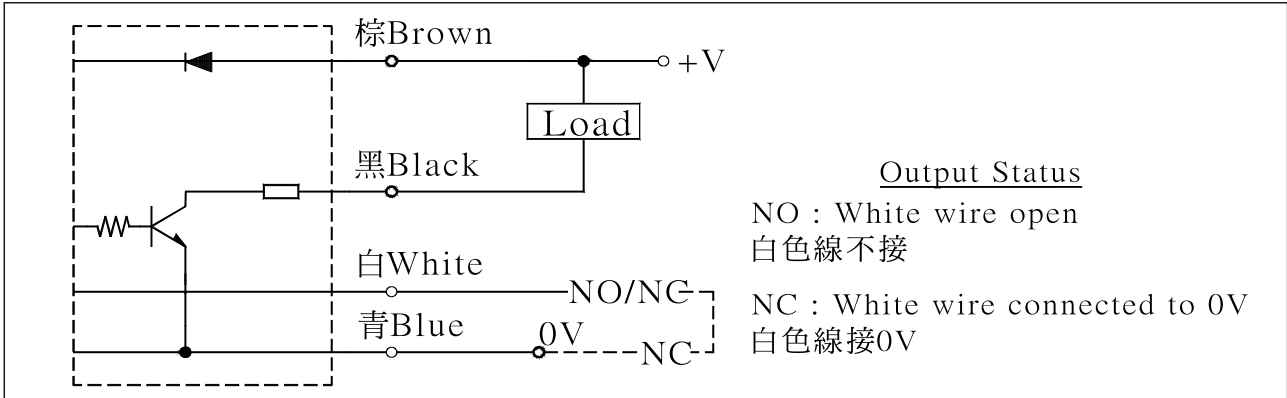 棕Brown
+V
Load
黑Black
Output Status
NO : White wire open
白色線不接
白White
NO/NC
NC : White wire connected to 0V
白色線接0V
青Blue
0V
NC